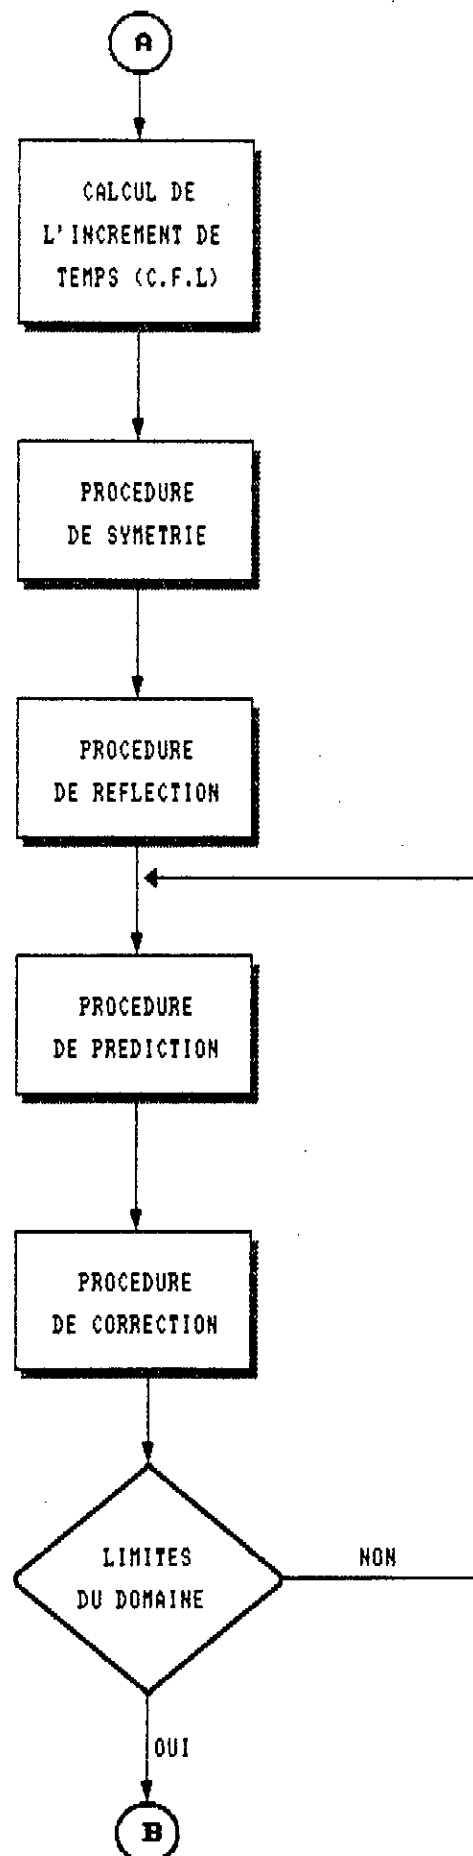 A
CALCUL DE
L'INCREMENT DE
TEMPS (C.F.L)
PROCEDURE
DE SYMETRIE
PROCEDURE
DE REFLECTION
PROCEDURE
DE PREDICTION
PROCEDURE
DE CORRECTION
LIMITES
DU DOMAINE
NON
OUI
B